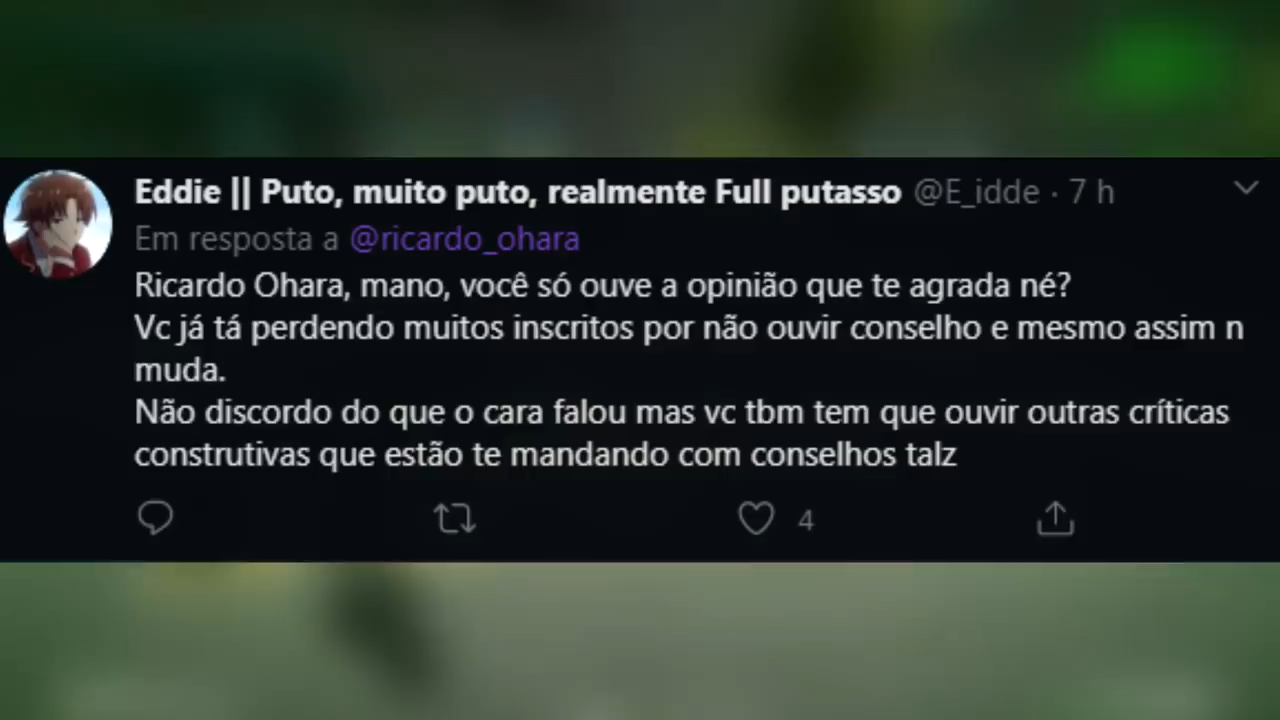 Eddie || Puto, muito puto, realmente Full putasso @E_idde · 7 h
Em resposta a @ricardo_ohara
Ricardo Ohara, mano, você só ouve a opinião que te agrada né?
Vc já tá perdendo muitos inscritos por não ouvir conselho e mesmo assim n
muda.
Não discordo do que o cara falou mas vc tbm tem que ouvir outras críticas
construtivas que estão te mandando com conselhos talz
4